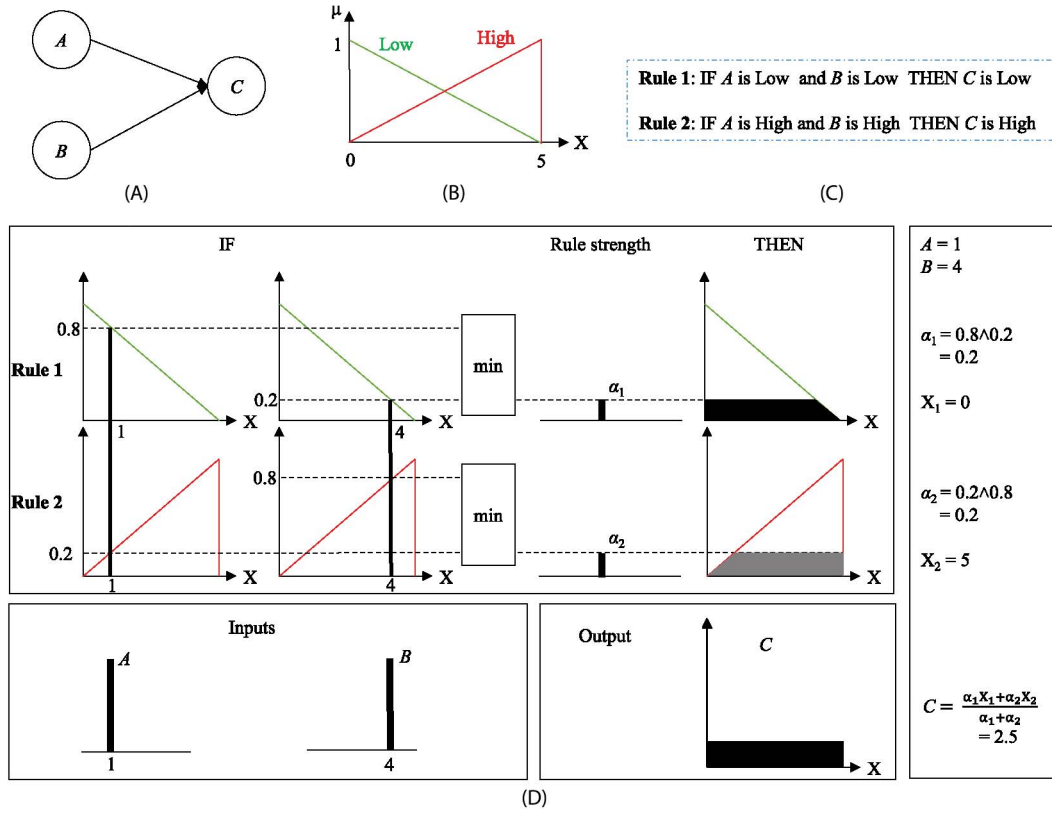 A
B
C
(A)
μ
1
Low
High
0
5
X
(B)
Rule 1: IF A is Low and B is Low THEN C is Low
Rule 2: IF A is High and B is High THEN C is High
(C)
IF
Rule strength
THEN
0.8
Rule 1
1
X
0.2
4
X
min
α₁
X
Rule 2
0.2
1
X
0.8
4
X
min
α₂
X
A = 1
B = 4
α₁ = 0.8∧0.2
= 0.2
X₁ = 0
α₂ = 0.2∧0.8
= 0.2
X₂ = 5
C = α₁X₁+α₂X₂
α₁+α₂
= 2.5
Inputs
A
1
B
4
Output
C
X
(D)